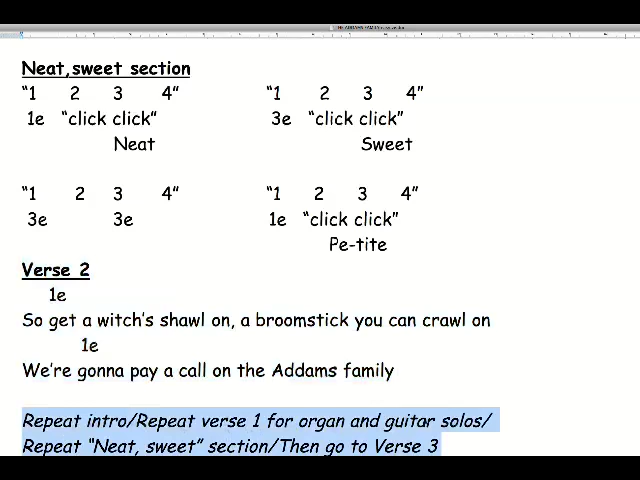 Neat,sweet section
"1 2 3 4" "1 2 3 4"
1e "click click" 3e "click click"
Neat Sweet
"1 2 3 4" "1 2 3 4"
3e 3e 1e "click click"
Pe-tite
Verse 2
1e
So get a witch's shawl on, a broomstick you can crawl on
1e
We're gonna pay a call on the Addams family
Repeat intro/Repeat verse 1 for organ and guitar solos/
Repeat "Neat, sweet" section/Then go to Verse 3